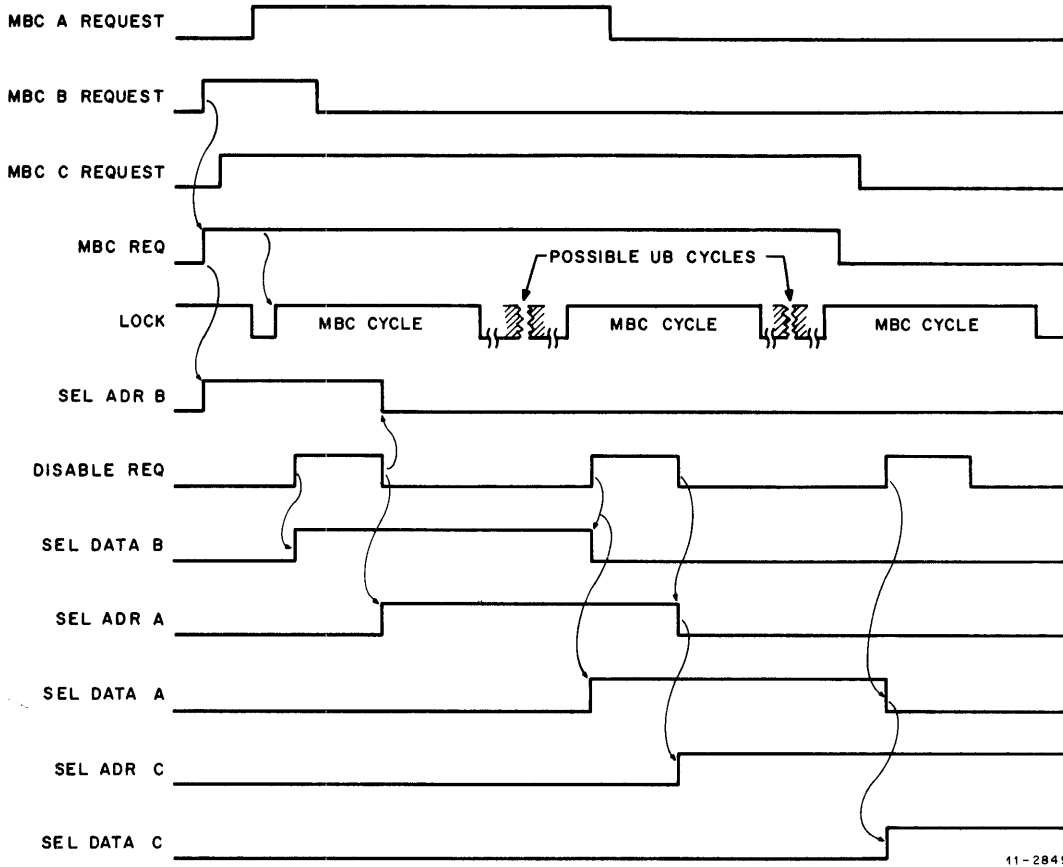 MBC A REQUEST
MBC B REQUEST
MBC C REQUEST
MBC REQ
POSSIBLE UB CYCLES
LOCK
MBC CYCLE
MBC CYCLE
MBC CYCLE
SEL ADR B
DISABLE REQ
SEL DATA B
SEL ADR A
SEL DATA A
SEL ADR C
SEL DATA C